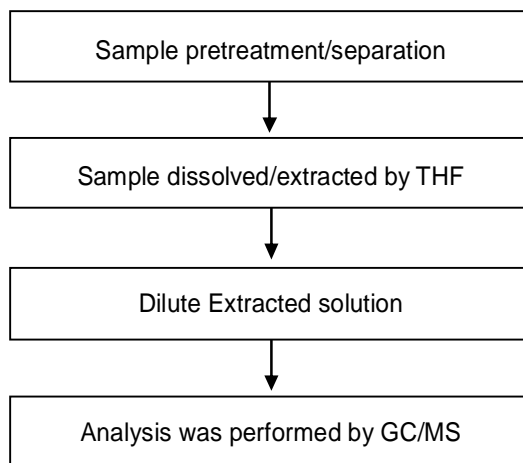 Sample pretreatment/separation
Sample dissolved/extracted by THF
Dilute Extracted solution
Analysis was performed by GC/MS